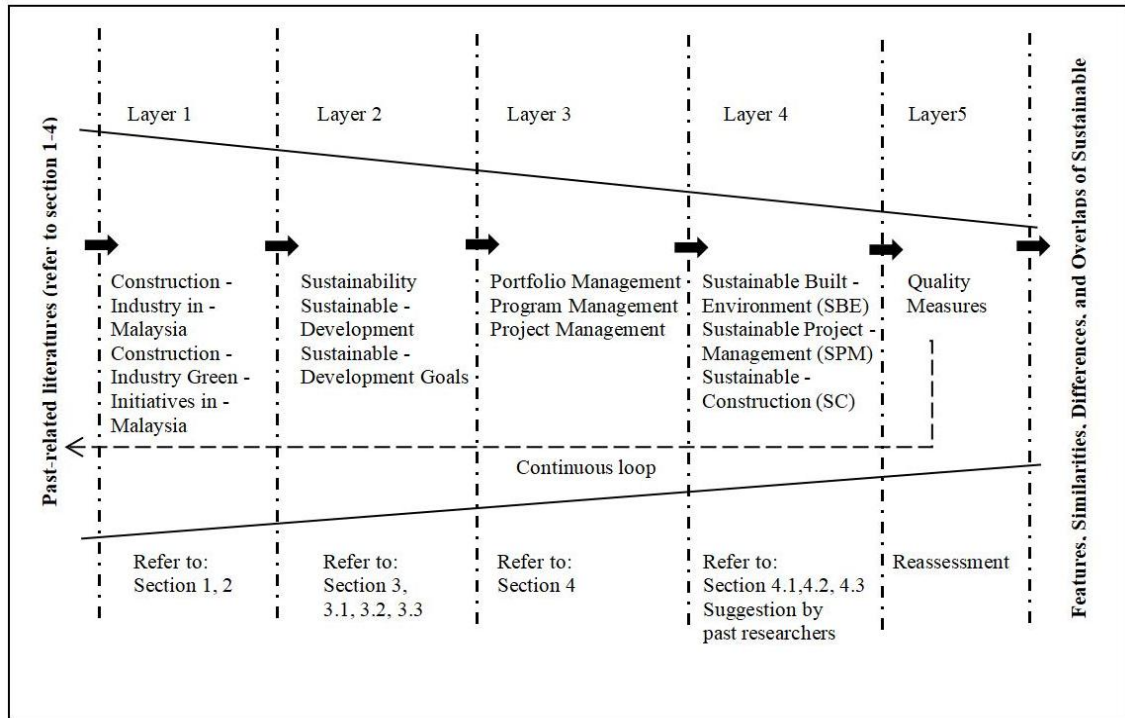 Past-related literatures (refer to section 1-4)
Layer 1
Layer 2
Layer 3
Layer 4
Layer5
Construction -
Industry in -
Malaysia
Construction -
Industry Green -
Initiatives in -
Malaysia
Sustainability
Sustainable -
Development
Sustainable -
Development Goals
Portfolio Management
Program Management
Project Management
Sustainable Built -
Environment (SBE)
Sustainable Project -
Management (SPM)
Sustainable -
Construction (SC)
Quality
Measures
Continuous loop
Refer to:
Section 1, 2
Refer to:
Section 3,
3.1, 3.2, 3.3
Refer to:
Section 4
Refer to:
Section 4.1,4.2, 4.3
Suggestion by
past researchers
Reassessment
Features, Similarities, Differences, and Overlaps of Sustainable